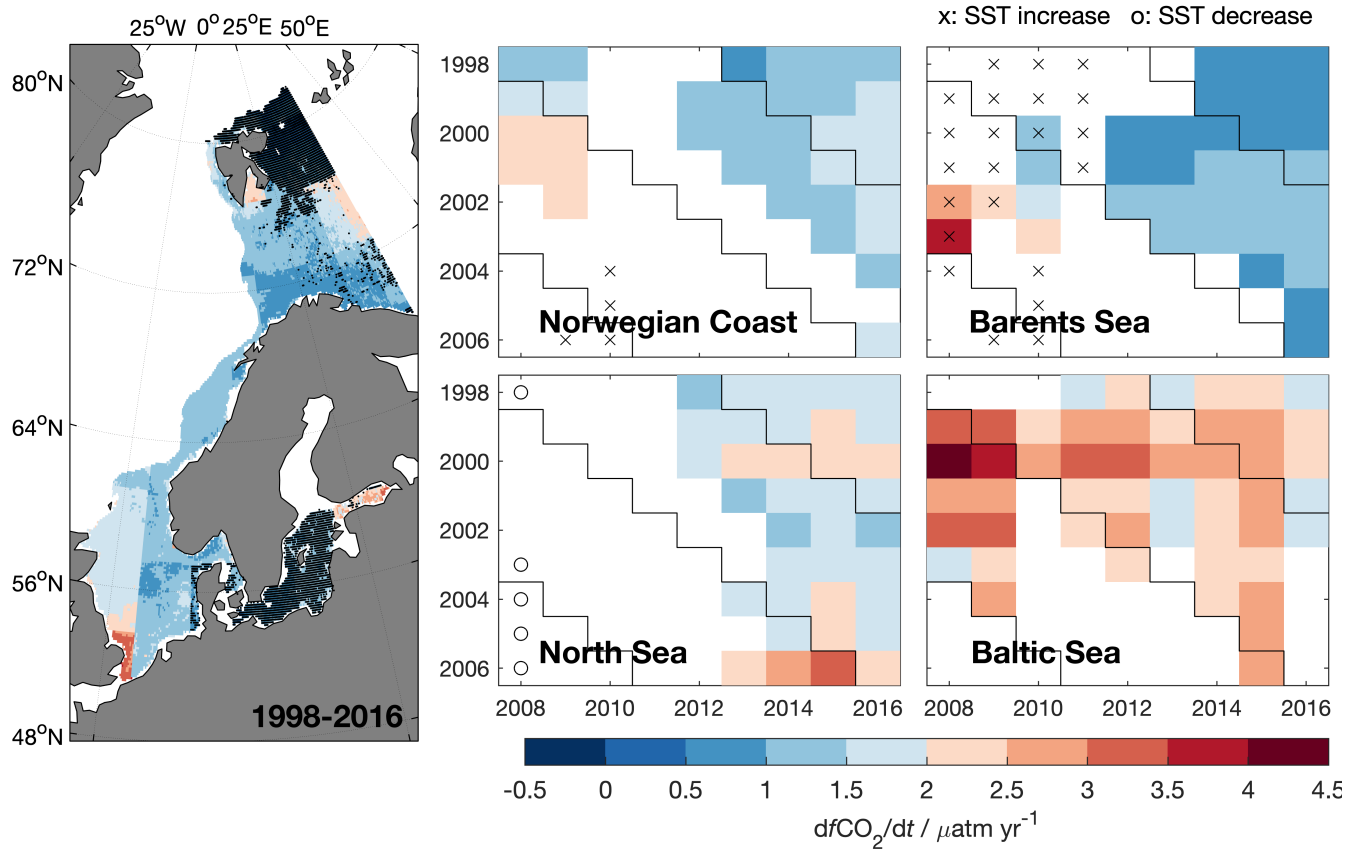 x: SST increase o: SST decrease
25°W 0° 25°E 50°E
80°N
72°N
64°N
56°N
48°N
1998-2016
1998
2000
2002
2004
2006
Norwegian Coast
Barents Sea
1998
2000
2002
2004
2006
North Sea
Baltic Sea
2008 2010 2012 2014 2016
2008 2010 2012 2014 2016
-0.5 0 0.5 1 1.5 2 2.5 3 3.5 4 4.5
dfCO₂/dt / μatm yr⁻¹